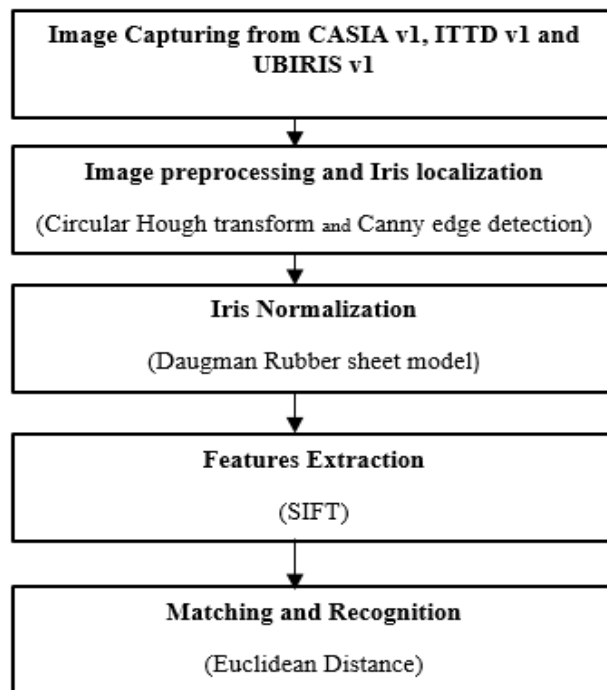 Image Capturing from CASIA v1, ITTD v1 and
UBIRIS v1
Image preprocessing and Iris localization
(Circular Hough transform and Canny edge detection)
Iris Normalization
(Daugman Rubber sheet model)
Features Extraction
(SIFT)
Matching and Recognition
(Euclidean Distance)